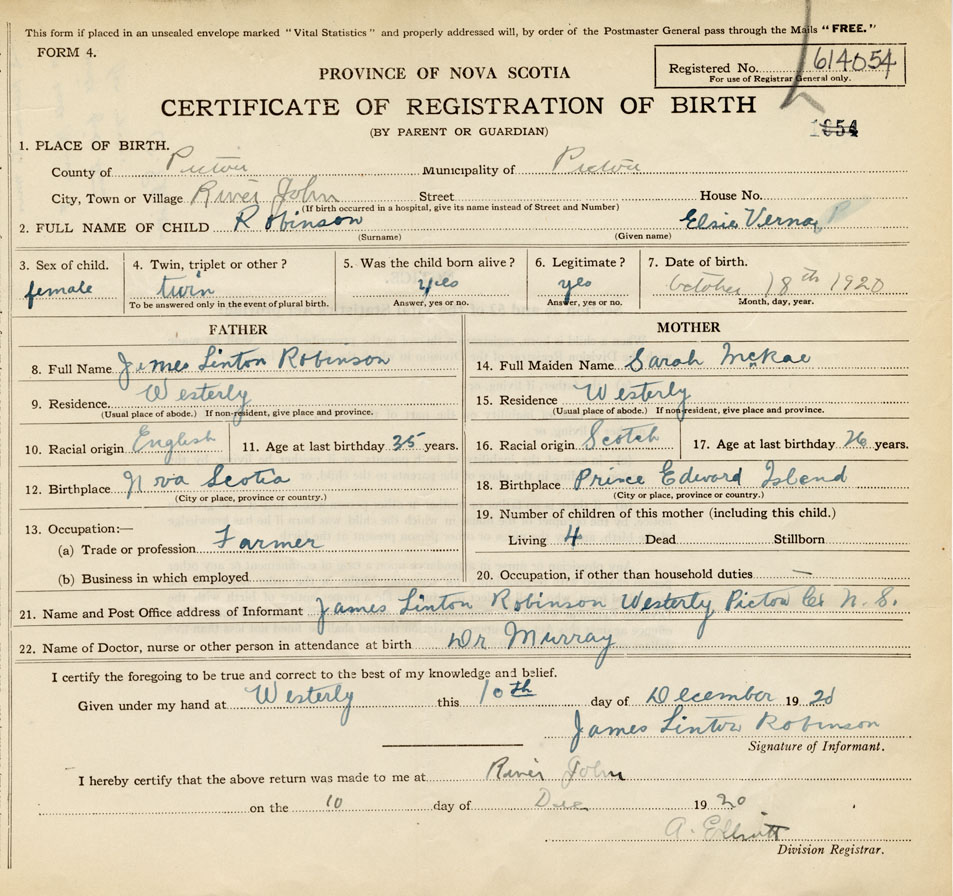 This form if placed in an unsealed envelope marked "Vital Statistics" and properly addressed will, by order of the Postmaster General pass through the Mails "FREE."
FORM 4.
Registered No. 614054
For use of Registrar General only.
PROVINCE OF NOVA SCOTIA
CERTIFICATE OF REGISTRATION OF BIRTH
(BY PARENT OR GUARDIAN)
1. PLACE OF BIRTH.
County of Pictou Municipality of Pictou
City, Town or Village River John Street House No.
(If birth occurred in a hospital, give its name instead of Street and Number)
2. FULL NAME OF CHILD Robinson Elsie Verna
(Surname) (Given name)
3. Sex of child. 4. Twin, triplet or other? 5. Was the child born alive? 6. Legitimate? 7. Date of birth.
female twin yes yes October 18th 1920
To be answered only in the event of plural birth. Answer, yes or no. Answer, yes or no. Month, day, year.
FATHER MOTHER
8. Full Name James Linton Robinson 14. Full Maiden Name Sarah McRae
9. Residence Westerly 15. Residence Westerly
(Usual place of abode.) If non-resident, give place and province. (Usual place of abode.) If non-resident, give place and province.
10. Racial origin English 11. Age at last birthday 35 years. 16. Racial origin Scotch 17. Age at last birthday 26 years.
12. Birthplace Nova Scotia 18. Birthplace Prince Edward Island
(City or place, province or country.) (City or place, province or country.)
13. Occupation:— 19. Number of children of this mother (including this child.)
(a) Trade or profession Farmer Living 4 Dead Stillborn
(b) Business in which employed 20. Occupation, if other than household duties —
21. Name and Post Office address of Informant James Linton Robinson Westerly Pictou Co N. S.
22. Name of Doctor, nurse or other person in attendance at birth Dr Murray
I certify the foregoing to be true and correct to the best of my knowledge and belief.
Given under my hand at Westerly this 10th day of December 1920
James Linton Robinson
Signature of Informant.
I hereby certify that the above return was made to me at River John
on the 10 day of Dec 1920
A.
Division Registrar.